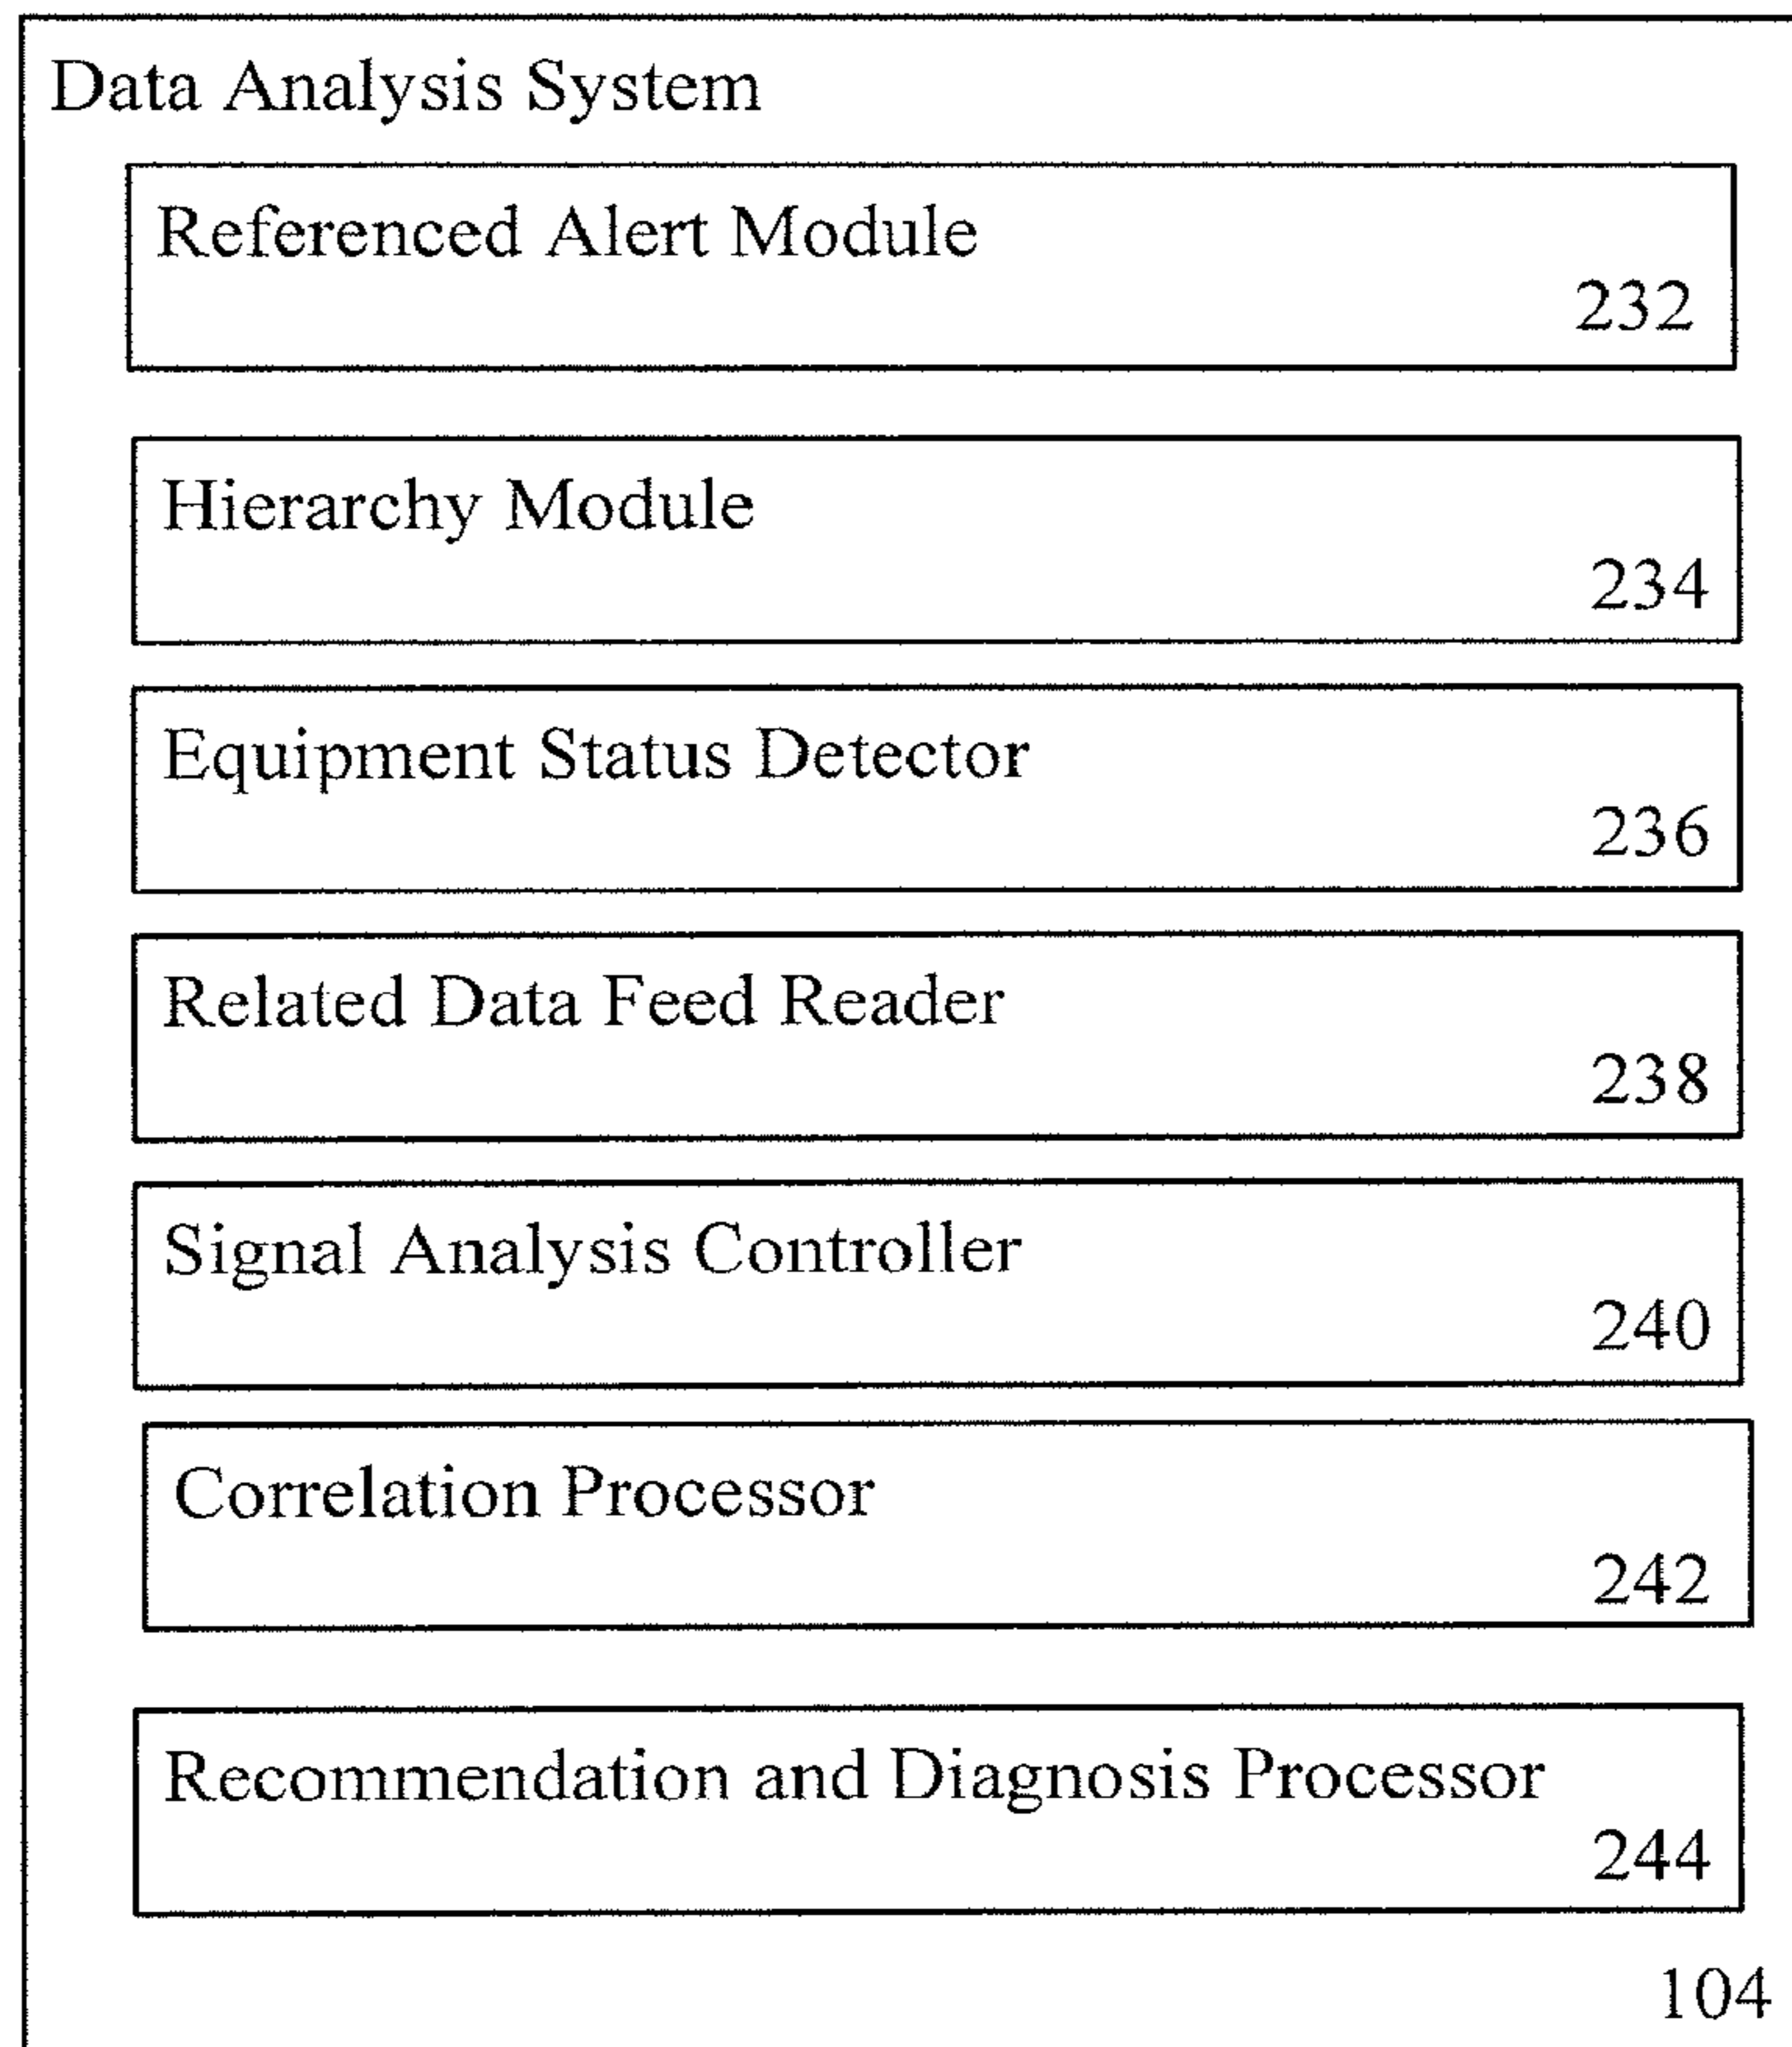 Data Analysis System
Referenced Alert Module
232
Hierarchy Module
234
Equipment Status Detector
236
Related Data Feed Reader
238
Signal Analysis Controller
240
Correlation Processor
242
Recommendation and Diagnosis Processor
244
104